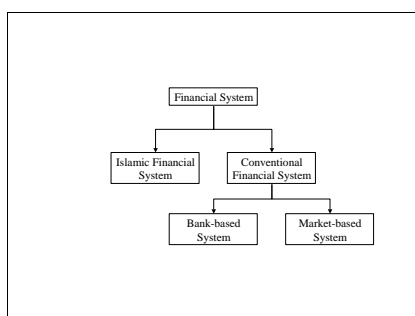 Financial System
Islamic Financial
System
Conventional
Financial System
Bank-based
System
Market-based
System